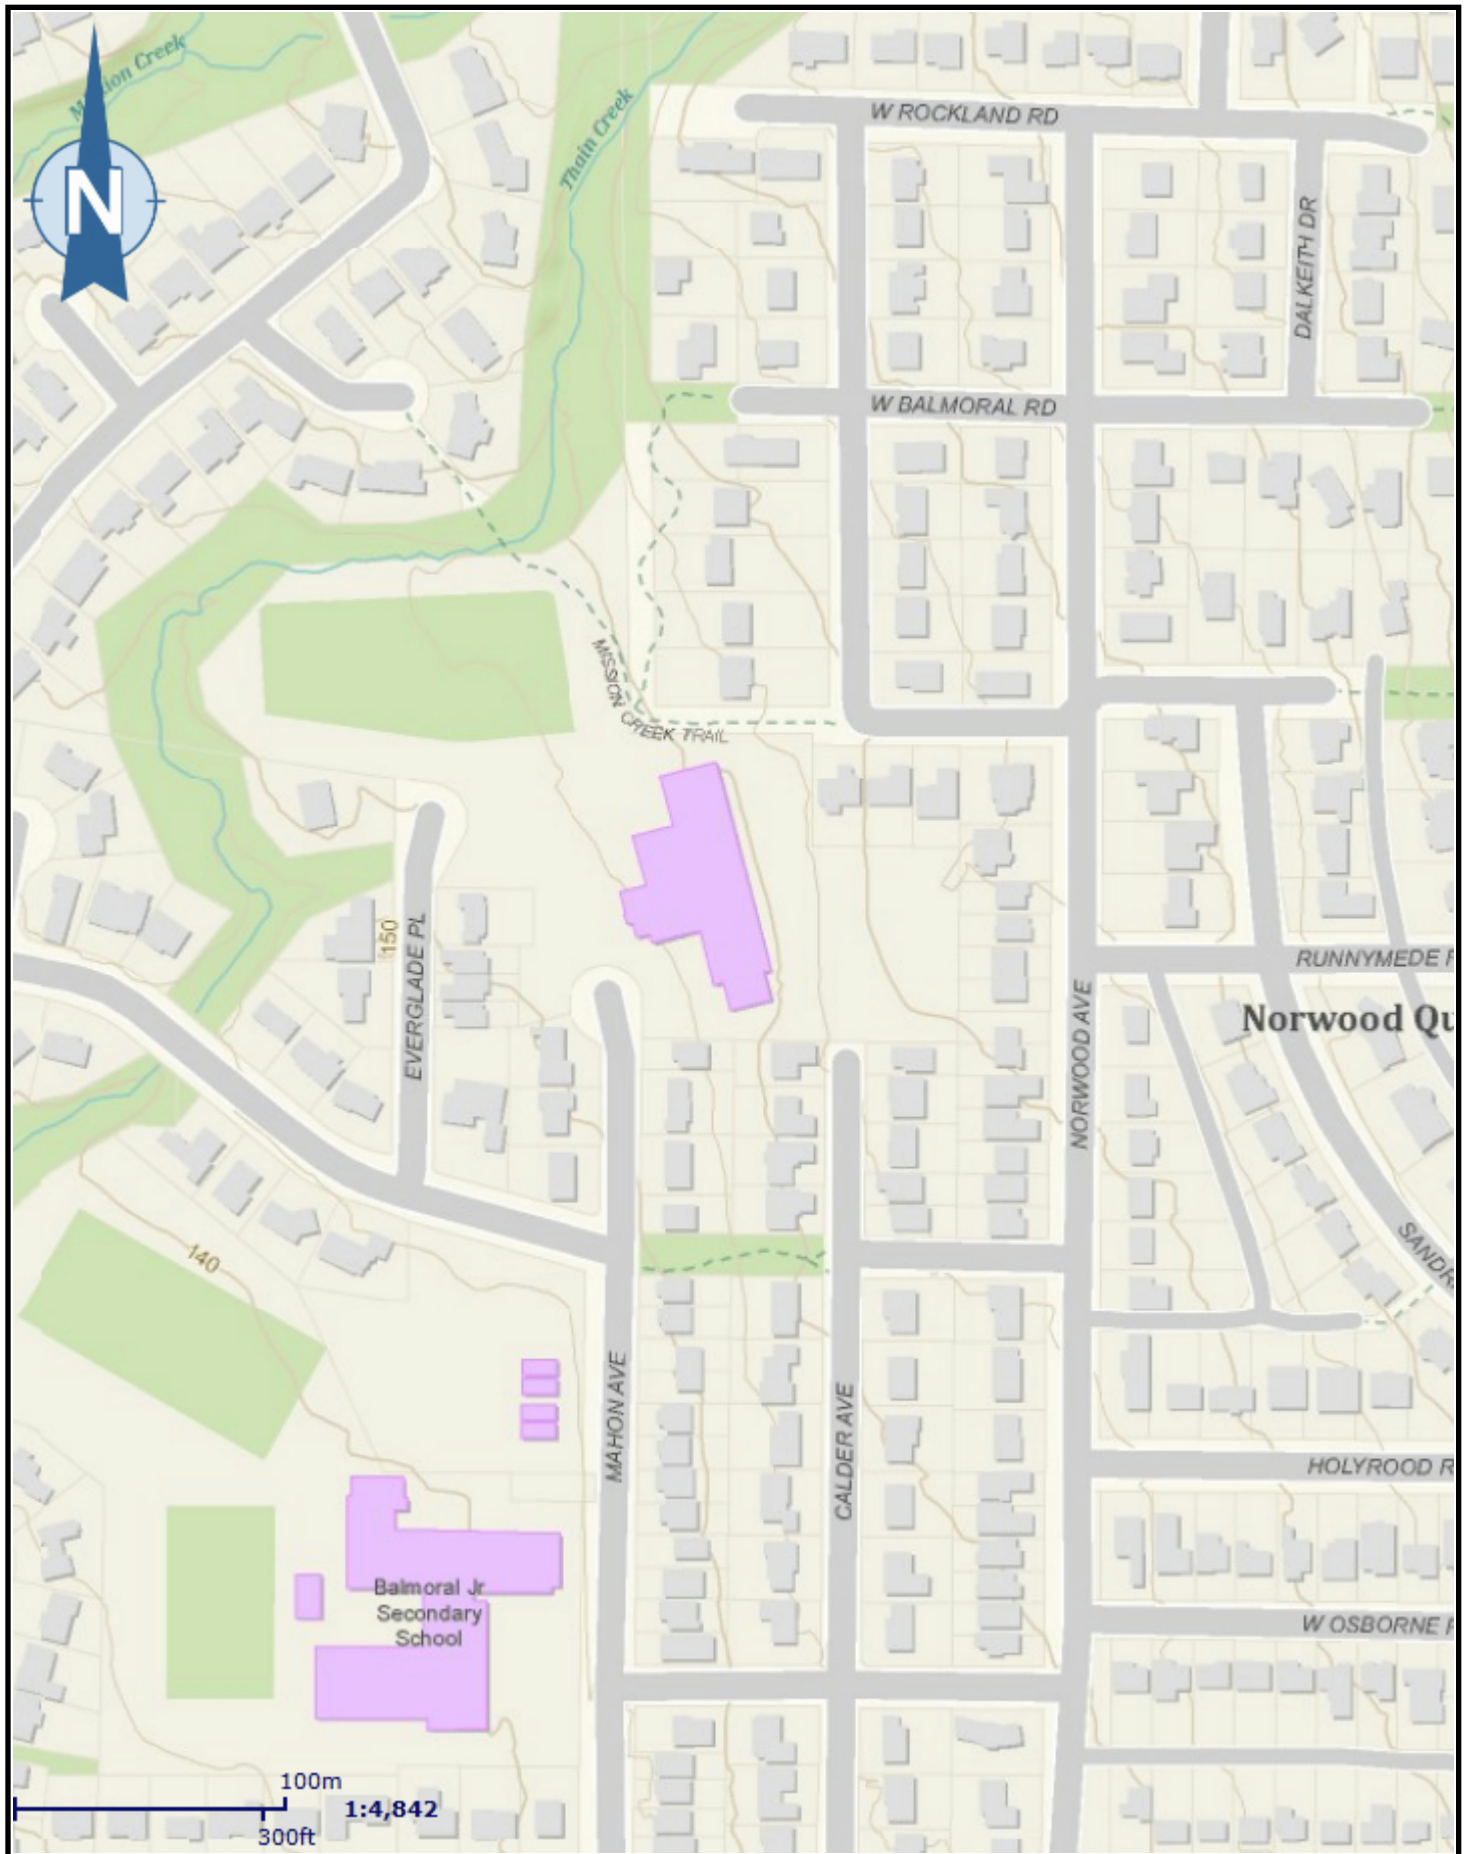 Mission Creek
Thain Creek
N
W ROCKLAND RD
DALKEITH DR
W BALMORAL RD
MISSION CREEK TRAIL
150
EVERGLADE PL
RUNNYMEDE R
NORWOOD AVE
Norwood Qu
SANDR
140
MAHON AVE
CALDER AVE
HOLYROOD R
Balmoral Jr
Secondary
School
W OSBORNE R
100m
1:4,842
300ft